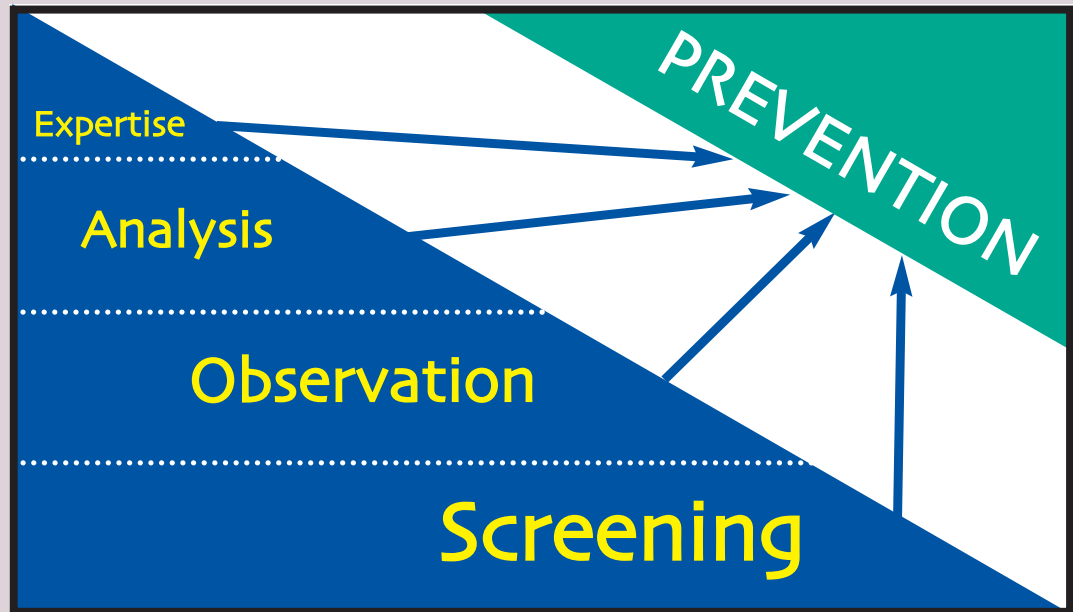 PREVENTION
Expertise
Analysis
Observation
Screening